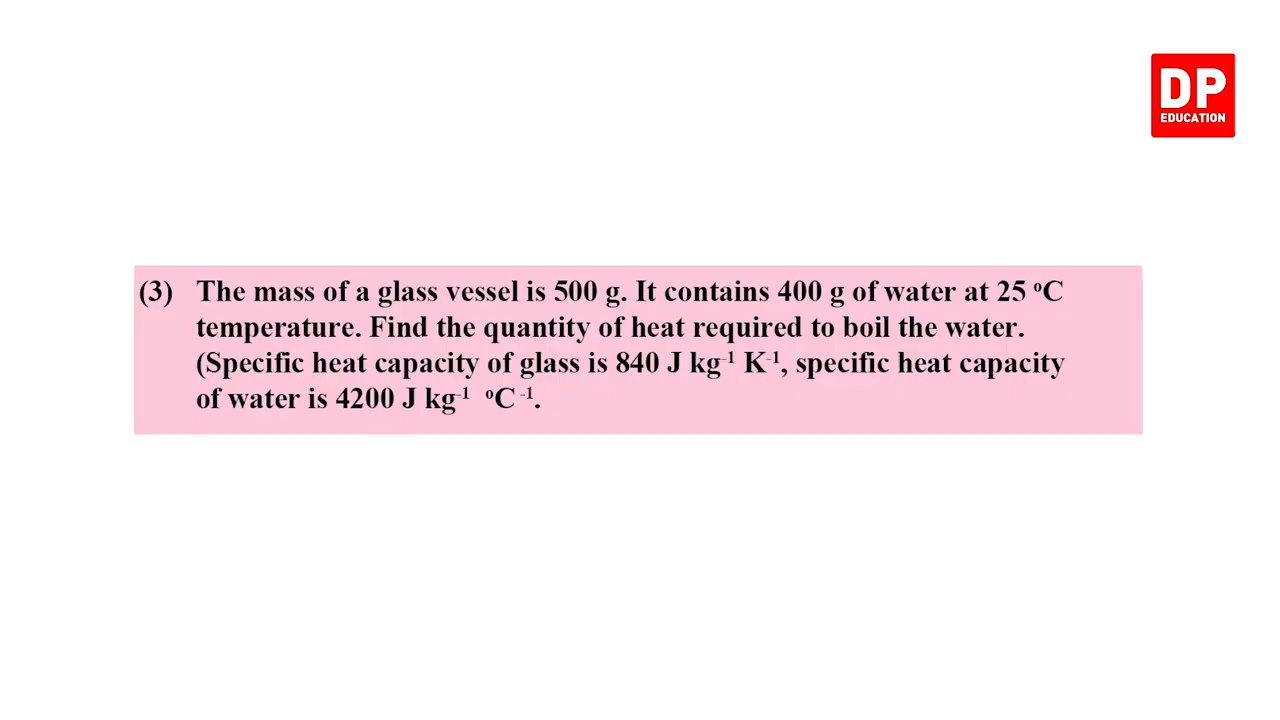 DP
EDUCATION
(3) The mass of a glass vessel is 500 g. It contains 400 g of water at 25 ᵒC
temperature. Find the quantity of heat required to boil the water.
(Specific heat capacity of glass is 840 J kg⁻¹ K⁻¹, specific heat capacity
of water is 4200 J kg⁻¹ ᵒC ⁻¹.